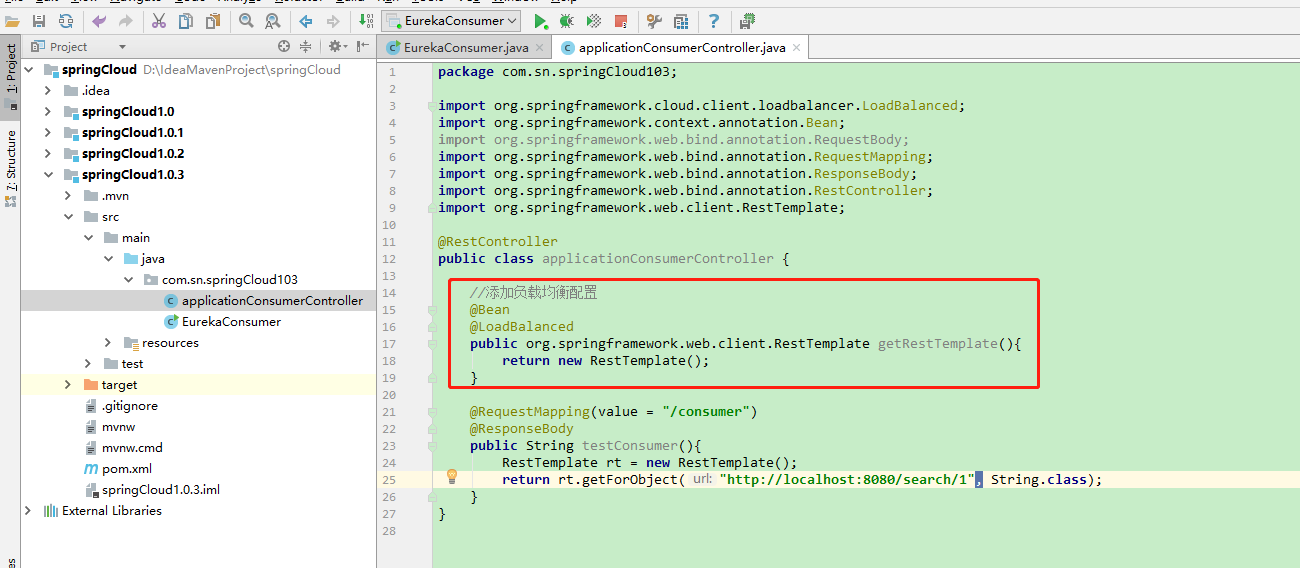 EurekaConsumer
Project
EurekaConsumer.java
applicationConsumerController.java
1: Project
7: Structure
springCloud D:\IdeaMavenProject\springCloud
.idea
springCloud1.0
springCloud1.0.1
springCloud1.0.2
springCloud1.0.3
.mvn
src
main
java
com.sn.springCloud103
applicationConsumerController
EurekaConsumer
resources
test
target
.gitignore
mvnw
mvnw.cmd
pom.xml
springCloud1.0.3.iml
External Libraries
1 package com.sn.springCloud103;
2
3 import org.springframework.cloud.client.loadbalancer.LoadBalanced;
4 import org.springframework.context.annotation.Bean;
5 import org.springframework.web.bind.annotation.RequestBody;
6 import org.springframework.web.bind.annotation.RequestMapping;
7 import org.springframework.web.bind.annotation.ResponseBody;
8 import org.springframework.web.bind.annotation.RestController;
9 import org.springframework.web.client.RestTemplate;
10
11 @RestController
12 public class applicationConsumerController {
13
14 //添加负载均衡配置
15 @Bean
16 @LoadBalanced
17 public org.springframework.web.client.RestTemplate getRestTemplate(){
18 return new RestTemplate();
19 }
20
21 @RequestMapping(value = "/consumer")
22 @ResponseBody
23 public String testConsumer(){
24 RestTemplate rt = new RestTemplate();
25 return rt.getForObject( url: "http://localhost:8080/search/1", String.class);
26 }
27 }
28